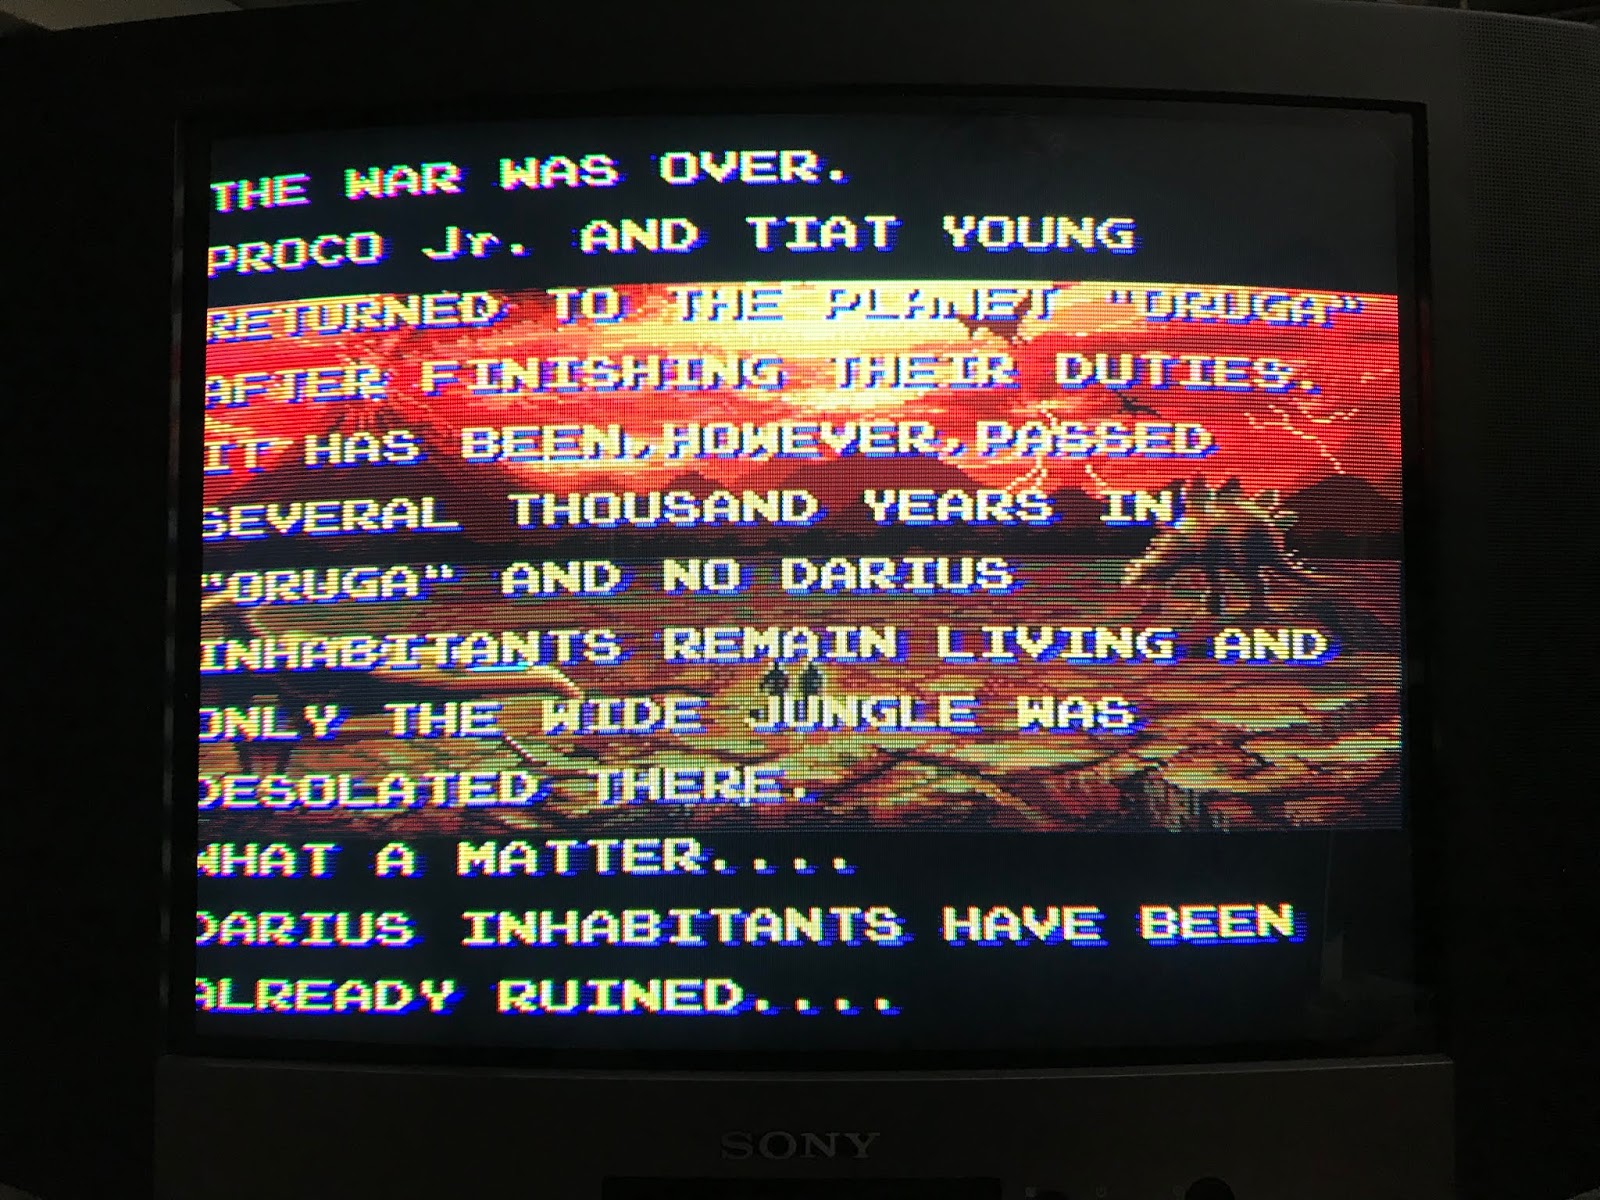 THE WAR WAS OVER.
PROCO Jr. AND TIAT YOUNG
RETURNED TO THE PLANET "ORUGA"
AFTER FINISHING THEIR DUTIES.
IT HAS BEEN,HOWEVER,PASSED
SEVERAL THOUSAND YEARS IN
"ORUGA" AND NO DARIUS
INHABITANTS REMAIN LIVING AND
ONLY THE WIDE JUNGLE WAS
DESOLATED THERE.
WHAT A MATTER....
DARIUS INHABITANTS HAVE BEEN
ALREADY RUINED....
SONY